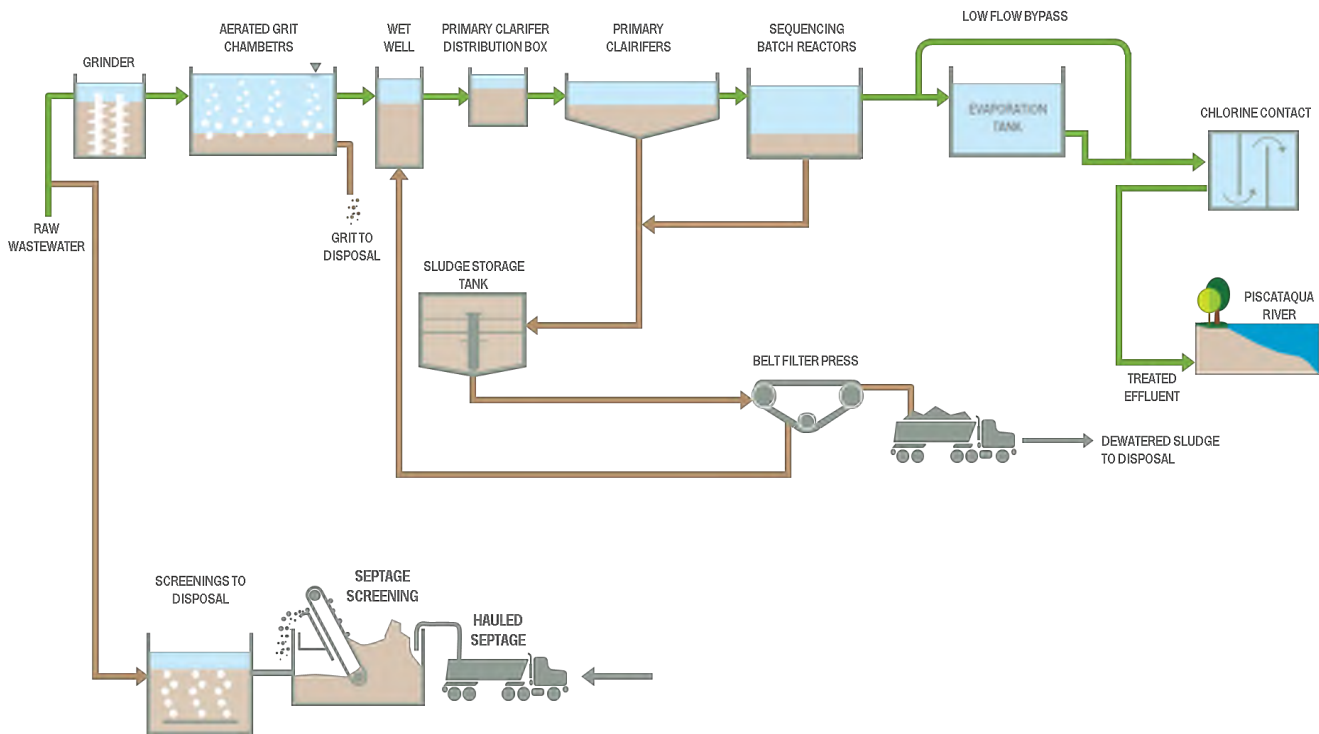 LOW FLOW BYPASS
AERATED GRIT
CHAMBETRS
WET
WELL
PRIMARY CLARIFER
DISTRIBUTION BOX
PRIMARY
CLAIRIFERS
SEQUENCING
BATCH REACTORS
GRINDER
EVAPORATION
TANK
CHLORINE CONTACT
RAW
WASTEWATER
GRIT TO
DISPOSAL
SLUDGE STORAGE
TANK
PISCATAQUA
RIVER
BELT FILTER PRESS
TREATED
EFFLUENT
DEWATERED SLUDGE
TO DISPOSAL
SCREENINGS TO
DISPOSAL
SEPTAGE
SCREENING
HAULED
SEPTAGE